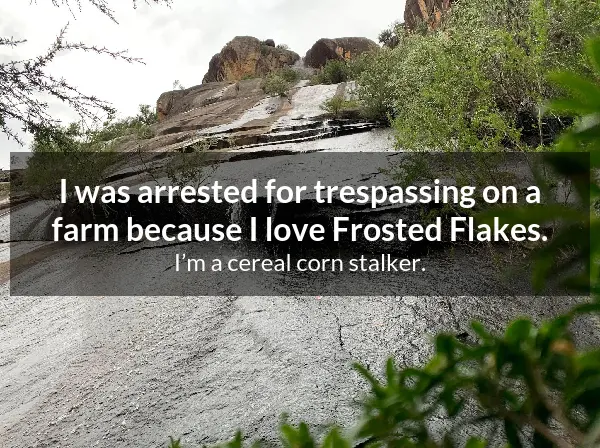 I was arrested for trespassing on a
farm because I love Frosted Flakes.
I’m a cereal corn stalker.